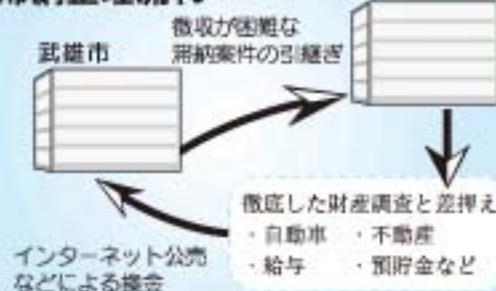 徴収が困難な
滞納案件の引継ぎ
武雄市
徹底した財産調査と差押え
・自動車 ・不動産
・給与 ・預貯金など
インターネット公売
などによる換金